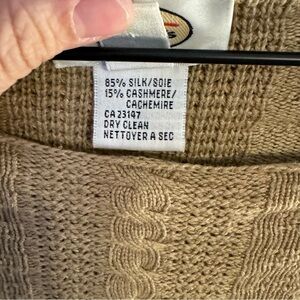 85% SILK/SOIE
15% CASHMERE/
CACHEMIRE
CA 23147
DRY CLEAN
NETTOYER A SEC